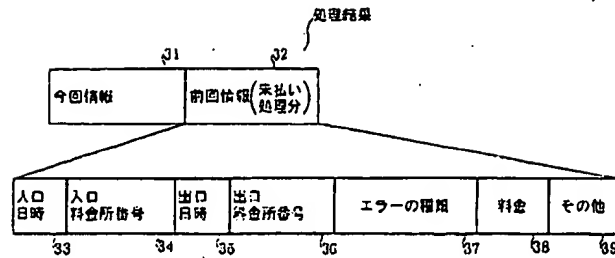 処理結果
31
32
今回情報
前回情報(未払い処理分)
入口日時
入口料金所番号
出口日時
出口料金所番号
エラーの種類
料金
その他
33
34
35
36
37
38
39